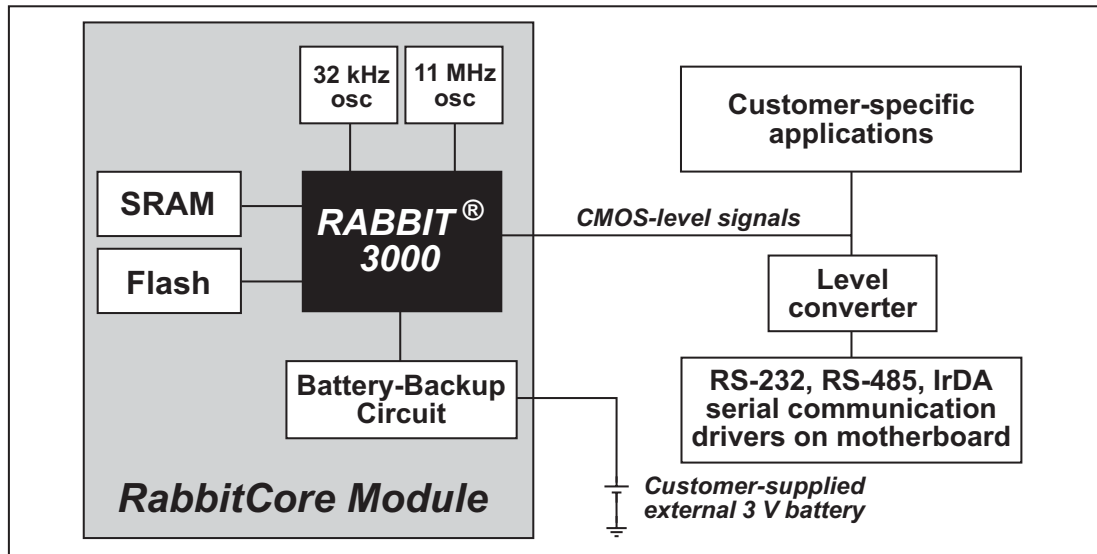 32 kHz
osc
11 MHz
osc
SRAM
Flash
RABBIT ®
3000
Battery-Backup
Circuit
RabbitCore Module
CMOS-level signals
Customer-specific
applications
Level
converter
RS-232, RS-485, IrDA
serial communication
drivers on motherboard
Customer-supplied
external 3 V battery